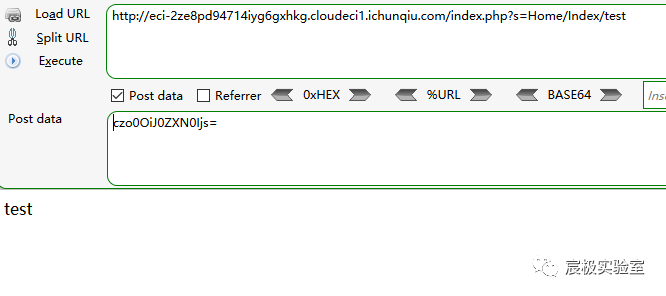 Load URL
http://eci-2ze8pd94714iyg6gxhkg.cloudeci1.ichunqiu.com/index.php?s=Home/Index/test
Split URL
Execute
Post data Referrer 0xHEX %URL BASE64 Inse
Post data
czo0OiJ0ZXN0Ijs=
test
宸极实验室